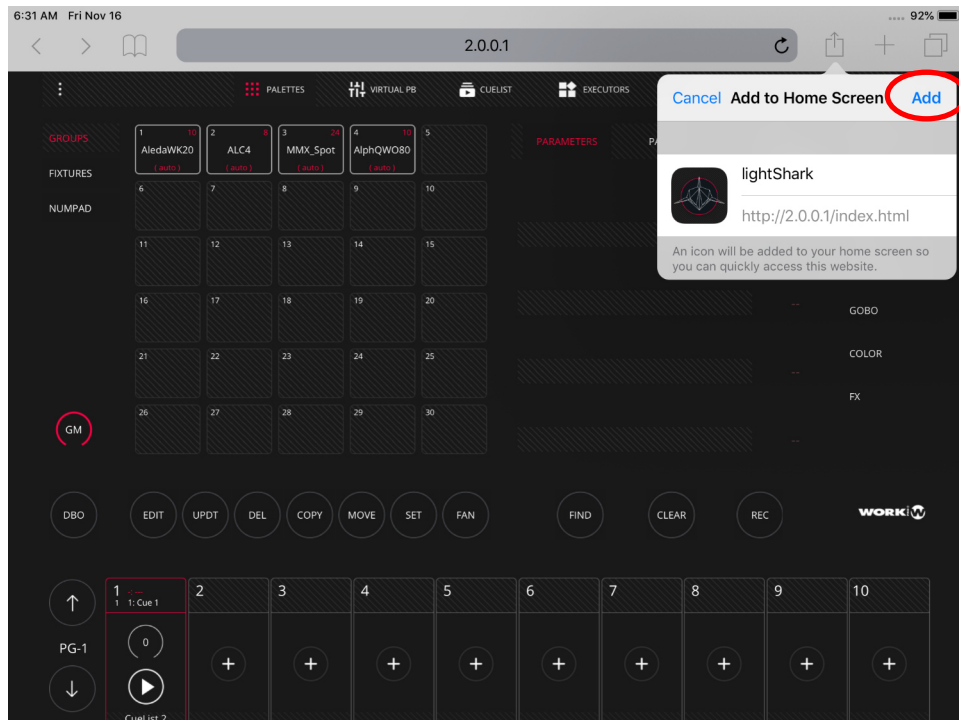 6:31 AM Fri Nov 16
92%
2.0.0.1
PALETTES
VIRTUAL PB
CUELIST
EXECUTORS
Cancel Add to Home Screen Add
lightShark
http://2.0.0.1/index.html
An icon will be added to your home screen so
you can quickly access this website.
GROUPS
FIXTURES
NUMPAD
1 10
AledaWK20
( auto )
2 8
ALC4
( auto )
3 24
MMX_Spot
( auto )
4 10
AlphQWO80
( auto )
5
6 7 8 9 10
11 12 13 14 15
16 17 18 19 20
21 22 23 24 25
26 27 28 29 30
PARAMETERS
PA
-- GOBO
COLOR
--
FX
--
GM
DBO
EDIT UPDT DEL COPY MOVE SET FAN
FIND CLEAR REC
WORK
PG-1
1 -: --
1 1: Cue 1
0
CueList 2
2 3 4 5 6 7 8 9 10
+ + + + + + + + +